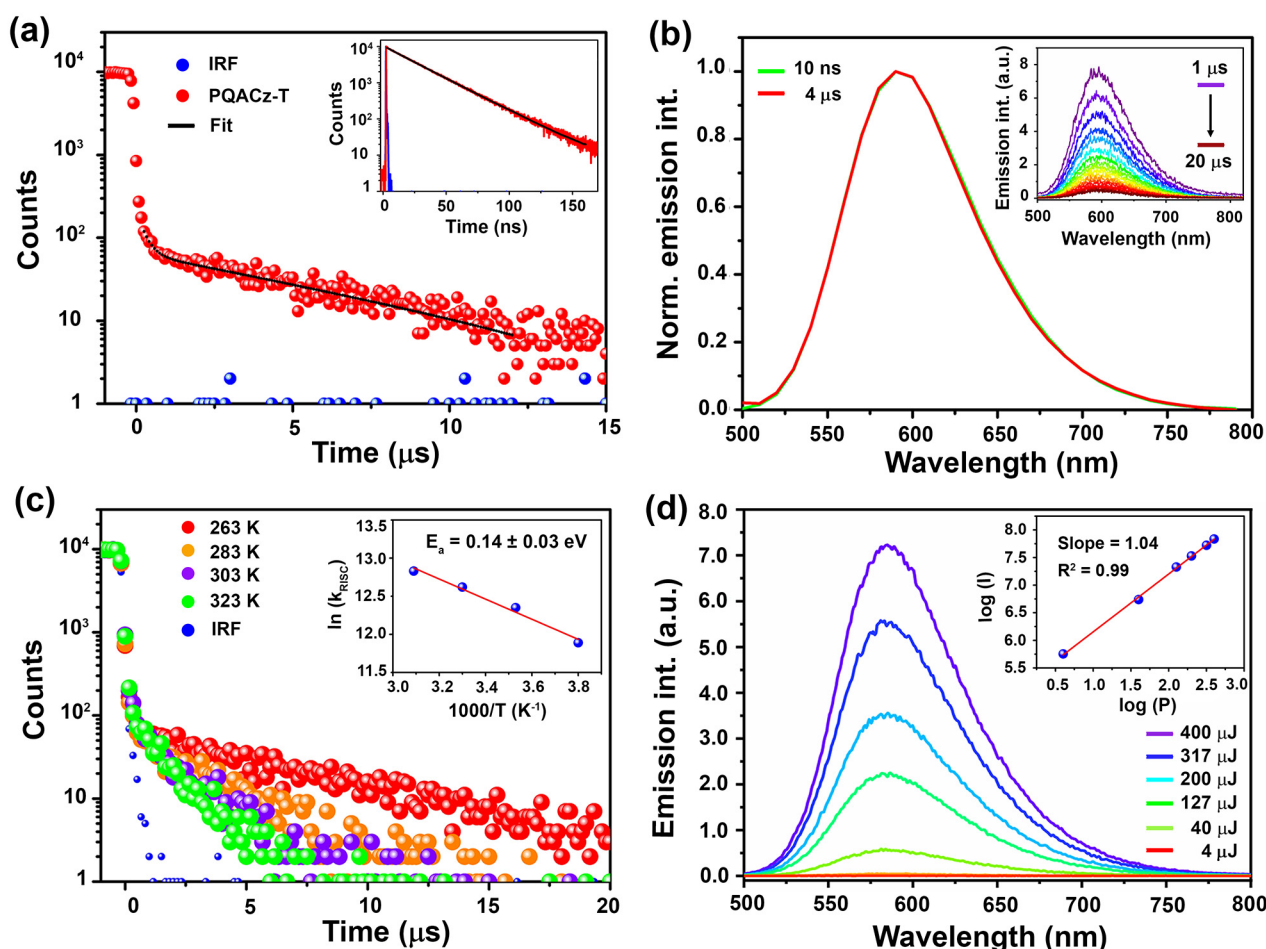 (a)
10⁴
10³
10²
10
1
Counts
0
5
10
15
Time (μs)
IRF
PQACz-T
Fit
10⁴
10³
10²
10
1
Counts
0
50
100
150
Time (ns)
(b)
1.0
0.8
0.6
0.4
0.2
0.0
Norm. emission int.
500
550
600
650
700
750
800
Wavelength (nm)
10 ns
4 μs
8
6
4
2
0
Emission int. (a.u.)
500
600
700
800
Wavelength (nm)
1 μs
20 μs
(c)
10⁴
10³
10²
10
1
Counts
0
5
10
15
20
Time (μs)
263 K
283 K
303 K
323 K
IRF
13.5
13.0
12.5
12.0
11.5
ln (kRISC)
Eₐ = 0.14 ± 0.03 eV
3.0
3.2
3.4
3.6
3.8
1000/T (K⁻¹)
(d)
8.0
7.0
6.0
5.0
4.0
3.0
2.0
1.0
0.0
Emission int. (a.u.)
500
550
600
650
700
750
800
Wavelength (nm)
8.0
7.5
7.0
6.5
6.0
5.5
log (I)
Slope = 1.04
R² = 0.99
0.5
1.0
1.5
2.0
2.5
3.0
log (P)
400 μJ
317 μJ
200 μJ
127 μJ
40 μJ
4 μJ